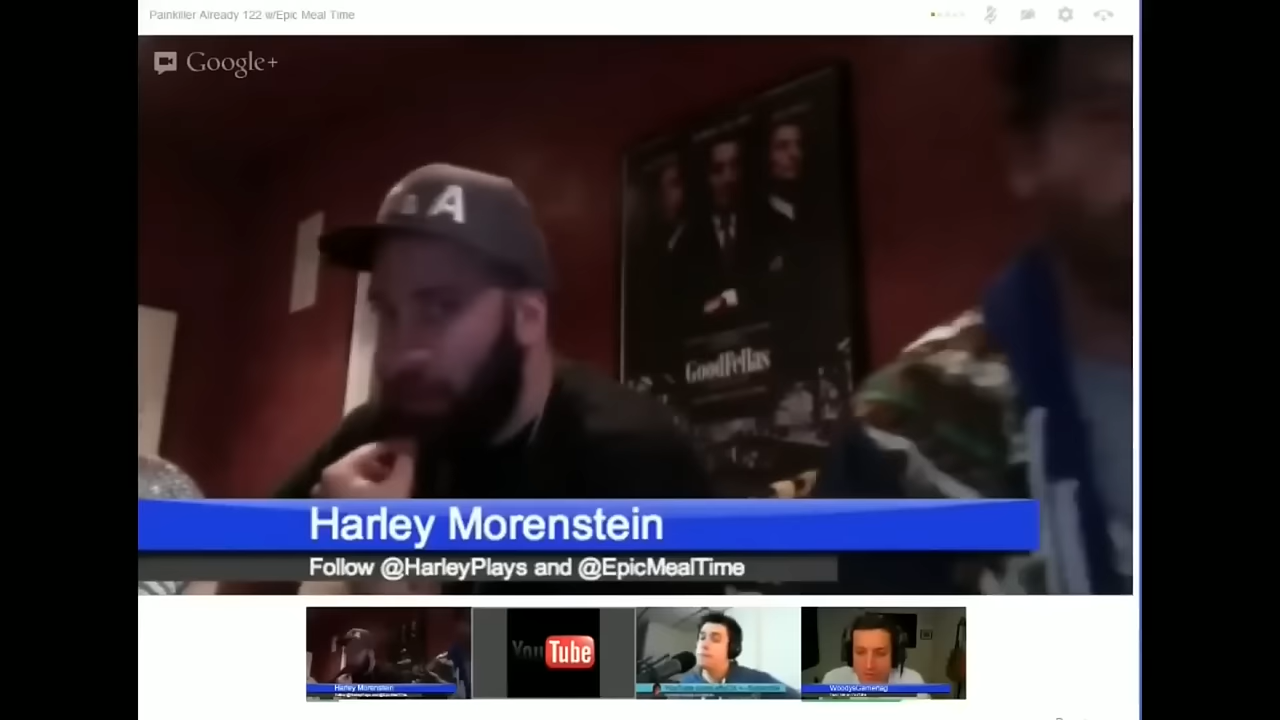 Painkiller Already 122 w/Epic Meal Time
Google+
A
GoodFellas
Harley Morenstein
Follow @HarleyPlays and @EpicMealTime
YouTube
Harley Morenstein
WoodysGamertag